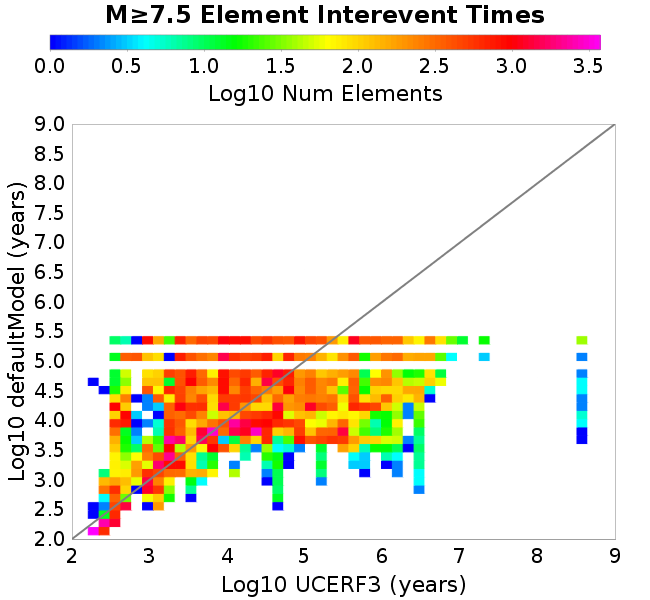 M≥7.5 Element Interevent Times
0.0 0.5 1.0 1.5 2.0 2.5 3.0 3.5
Log10 Num Elements
9.0
8.5
8.0
7.5
7.0
6.5
6.0
5.5
5.0
4.5
4.0
3.5
3.0
2.5
2.0
Log10 defaultModel (years)
2 3 4 5 6 7 8 9
Log10 UCERF3 (years)